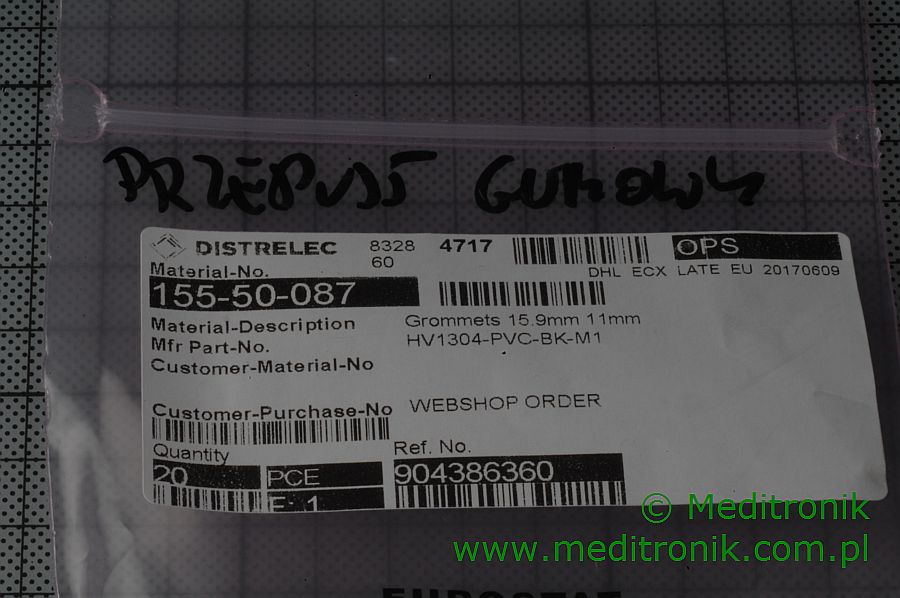 PRZEPUST GUMOWY
DISTRELEC 8328 4717 OPS
60
Material-No. DHL ECX LATE EU 20170609
155-50-087
Material-Description Grommets 15.9mm 11mm
Mfr Part-No. HV1304-PVC-BK-M1
Customer-Material-No
Customer-Purchase-No WEBSHOP ORDER
Quantity Ref. No.
20 PCE 904386360
E: 1
© Meditronik
www.meditronik.com.pl
EUROSTAT